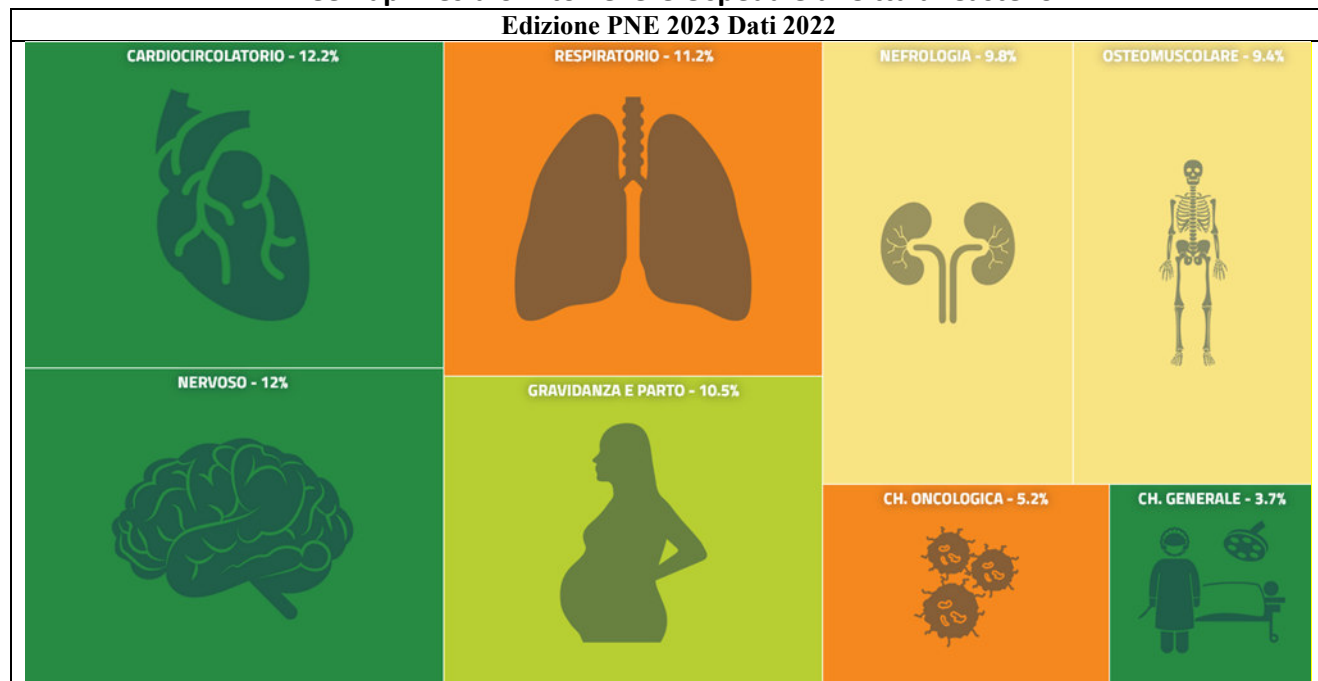 Edizione PNE 2023 Dati 2022
CARDIOCIRCOLATORIO - 12.2%
RESPIRATORIO - 11.2%
NEFROLOGIA - 9.8%
OSTEOMUSCOLARE - 9.4%
NERVOSO - 12%
GRAVIDANZA E PARTO - 10.5%
CH. ONCOLOGICA - 5.2%
CH. GENERALE - 3.7%